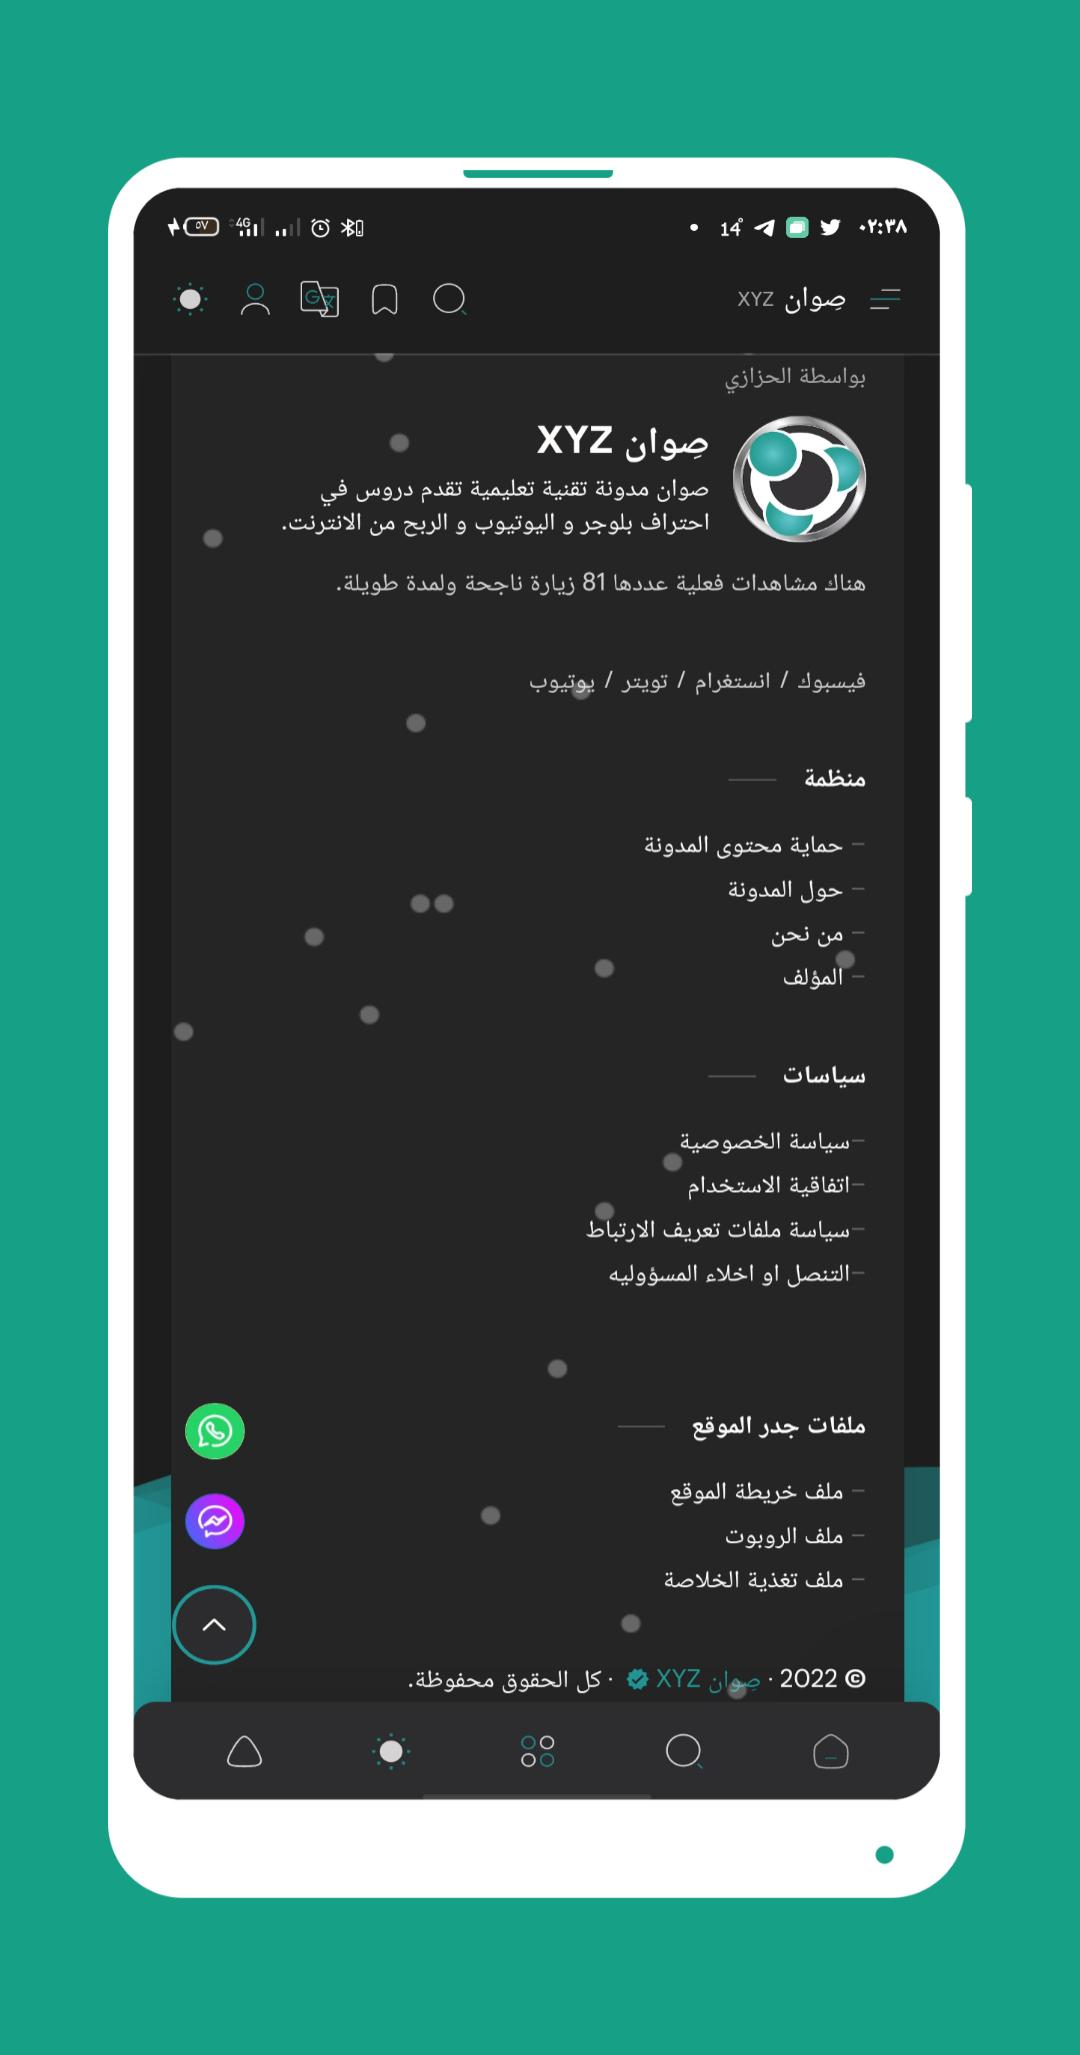 ٠٢:٣٨ 14° 4G ٥٧
صِوان XYZ
بواسطة الحزازي
صِوان XYZ
صوان مدونة تقنية تعليمية تقدم دروس في
احتراف بلوجر و اليوتيوب و الربح من الانترنت.
هناك مشاهدات فعلية عددها 81 زيارة ناجحة ولمدة طويلة.
فيسبوك / انستغرام / تويتر / يوتيوب
منظمة
– حماية محتوى المدونة
– حول المدونة
– من نحن
– المؤلف
سياسات
–سياسة الخصوصية
–اتفاقية الاستخدام
–سياسة ملفات تعريف الارتباط
–التنصل او اخلاء المسؤوليه
ملفات جدر الموقع
– ملف خريطة الموقع
– ملف الروبوت
– ملف تغذية الخلاصة
© 2022 · صِوان XYZ · كل الحقوق محفوظة.